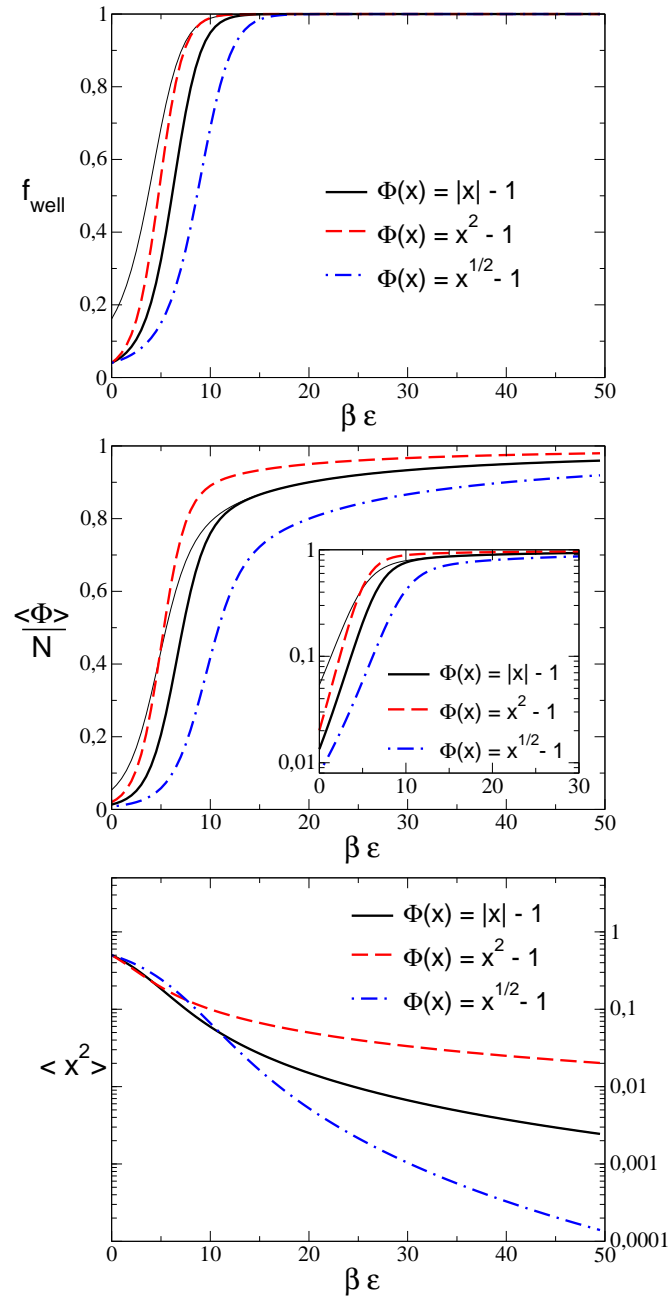 1
0,8
0,6
f_well
0,4
0,2
0
Φ(x) = |x| - 1
Φ(x) = x^2 - 1
Φ(x) = x^{1/2} - 1
0 10 20 30 40 50
β ε
1
0,8
0,6
<Φ>
N
0,4
0,2
0
1
0,1
0,01
Φ(x) = |x| - 1
Φ(x) = x^2 - 1
Φ(x) = x^{1/2} - 1
0 10 20 30
0 10 20 30 40 50
β ε
Φ(x) = |x| - 1
Φ(x) = x^2 - 1
Φ(x) = x^{1/2} - 1
< x^2 >
1
0,1
0,01
0,001
0,0001
0 10 20 30 40 50
β ε